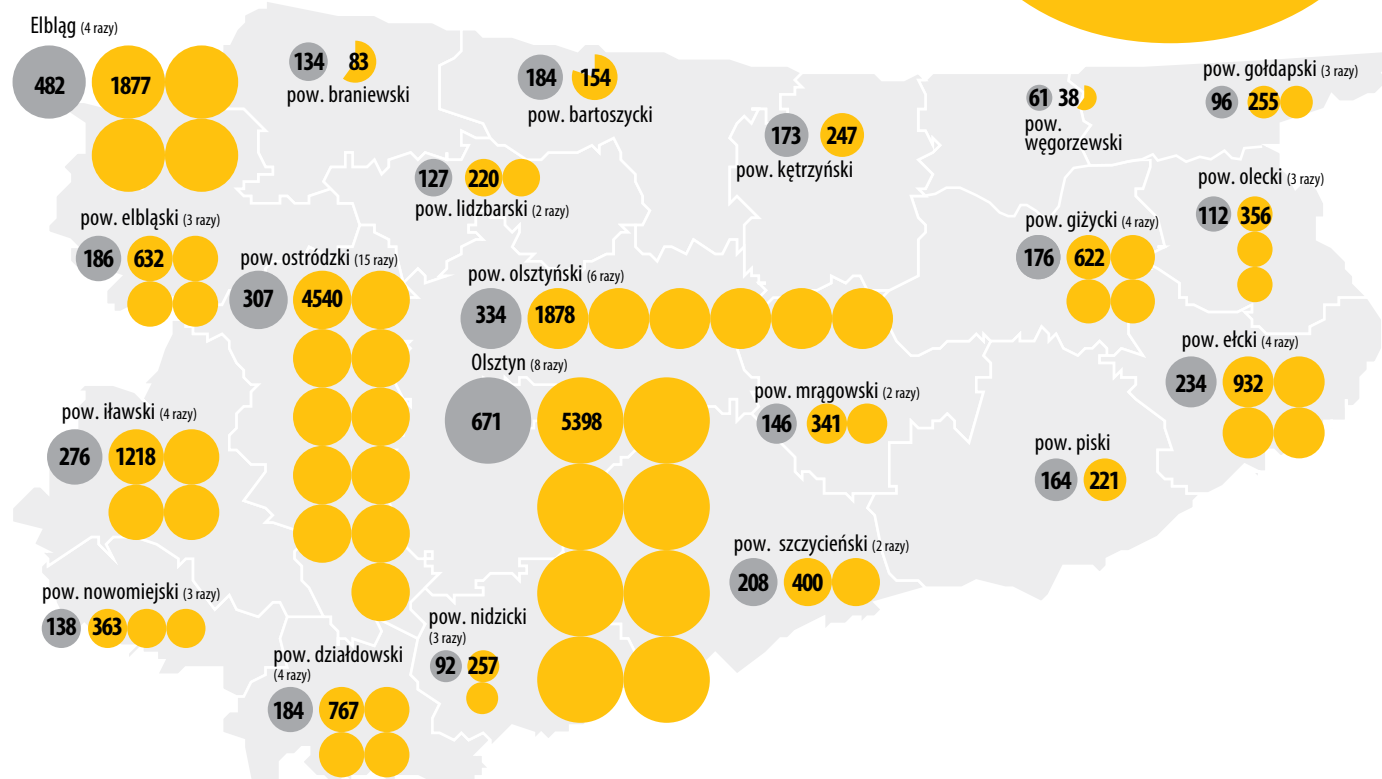 Elbląg (4 razy)
482 1877
134 83
pow. braniewski
184 154
pow. bartoszycki
173 247
pow. kętrzyński
61 38
pow.
węgorzewski
pow. gołdapski (3 razy)
96 255
127 220
pow. lidzbarski (2 razy)
pow. olecki (3 razy)
112 356
pow. elbląski (3 razy)
186 632
pow. giżycki (4 razy)
176 622
pow. ostródzki (15 razy)
307 4540
pow. olsztyński (6 razy)
334 1878
pow. ełcki (4 razy)
234 932
Olsztyn (8 razy)
671 5398
pow. mrągowski (2 razy)
146 341
pow. iławski (4 razy)
276 1218
pow. piski
164 221
pow. szczycieński (2 razy)
208 400
pow. nowomiejski (3 razy)
138 363
pow. nidzicki
(3 razy)
92 257
pow. działdowski
(4 razy)
184 767